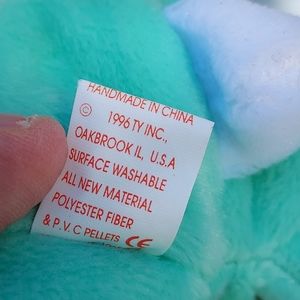 HANDMADE IN CHINA
© 1996 TY INC.,
OAKBROOK IL, U.S.A
SURFACE WASHABLE
ALL NEW MATERIAL
POLYESTER FIBER
& P.V.C PELLETS CE